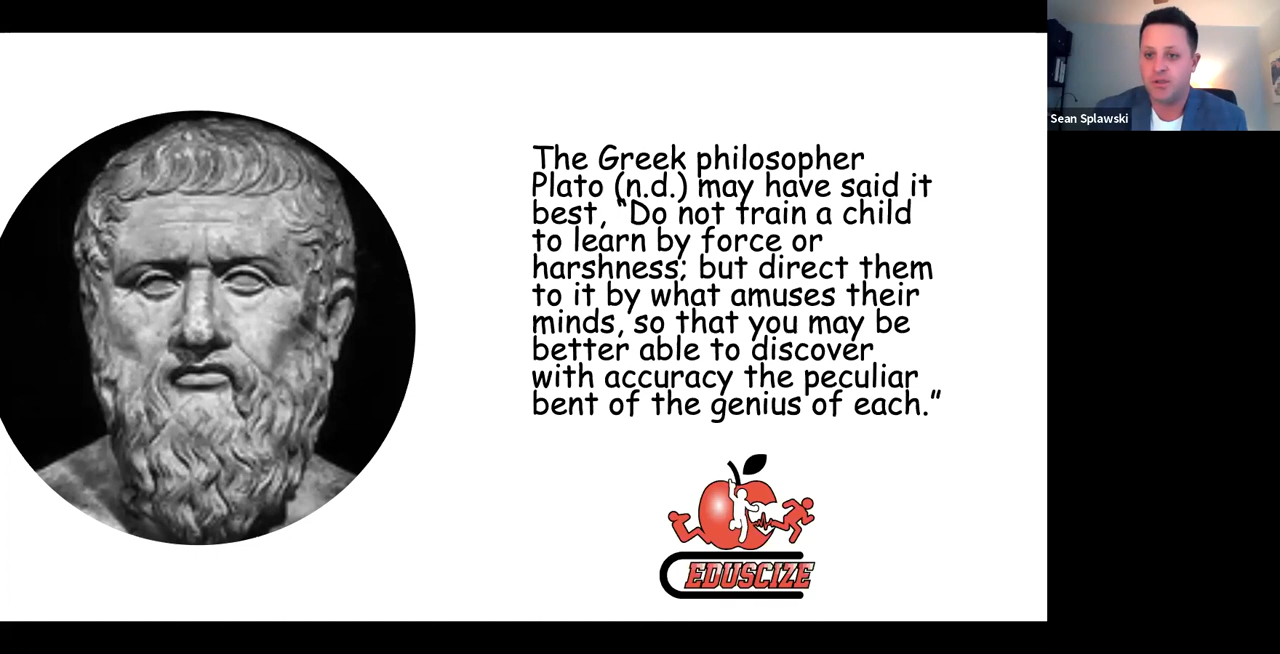 Sean Splawski
The Greek philosopher
Plato (n.d.) may have said it
best, “Do not train a child
to learn by force or
harshness; but direct them
to it by what amuses their
minds, so that you may be
better able to discover
with accuracy the peculiar
bent of the genius of each.”
EDUSCIZE